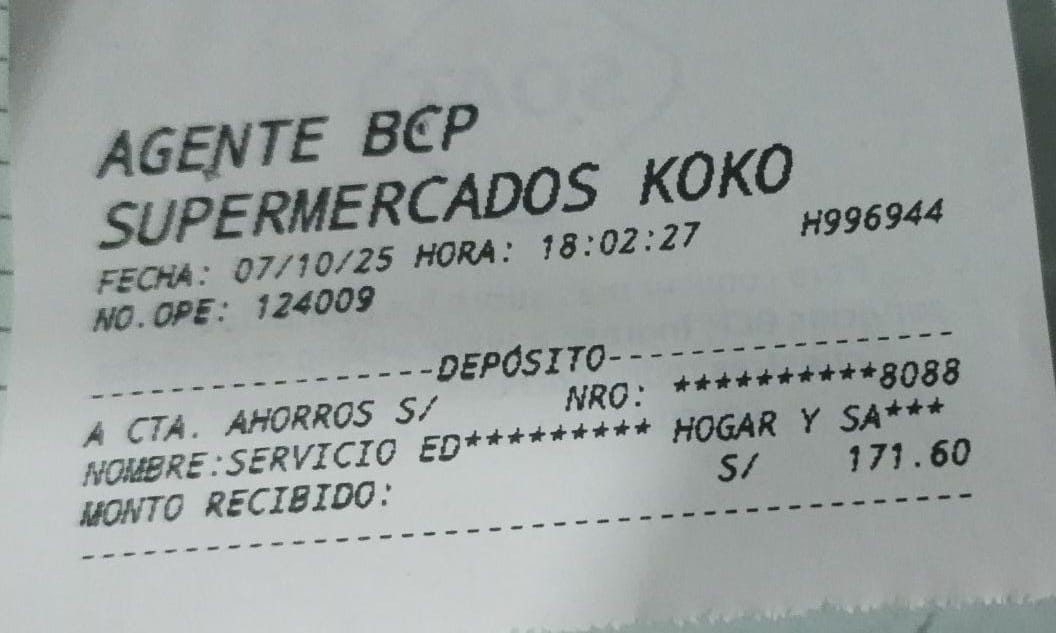 AGENTE BCP
SUPERMERCADOS KOKO
FECHA: 07/10/25 HORA: 18:02:27 H996944
NO.OPE: 124009
---------------DEPÓSITO-----------------
A CTA. AHORROS S/ NRO: **********8088
NOMBRE:SERVICIO ED********* HOGAR Y SA***
MONTO RECIBIDO: S/ 171.60
-------------------------------------------